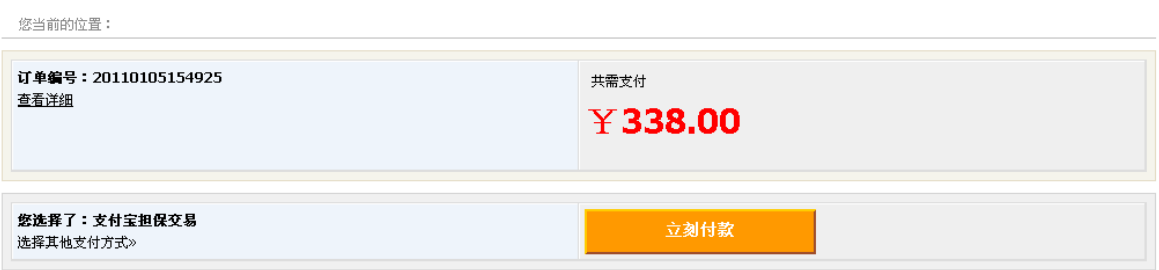 您当前的位置：
订单编号：20110105154925
查看详细
共需支付
￥338.00
您选择了：支付宝担保交易
选择其他支付方式»
立刻付款